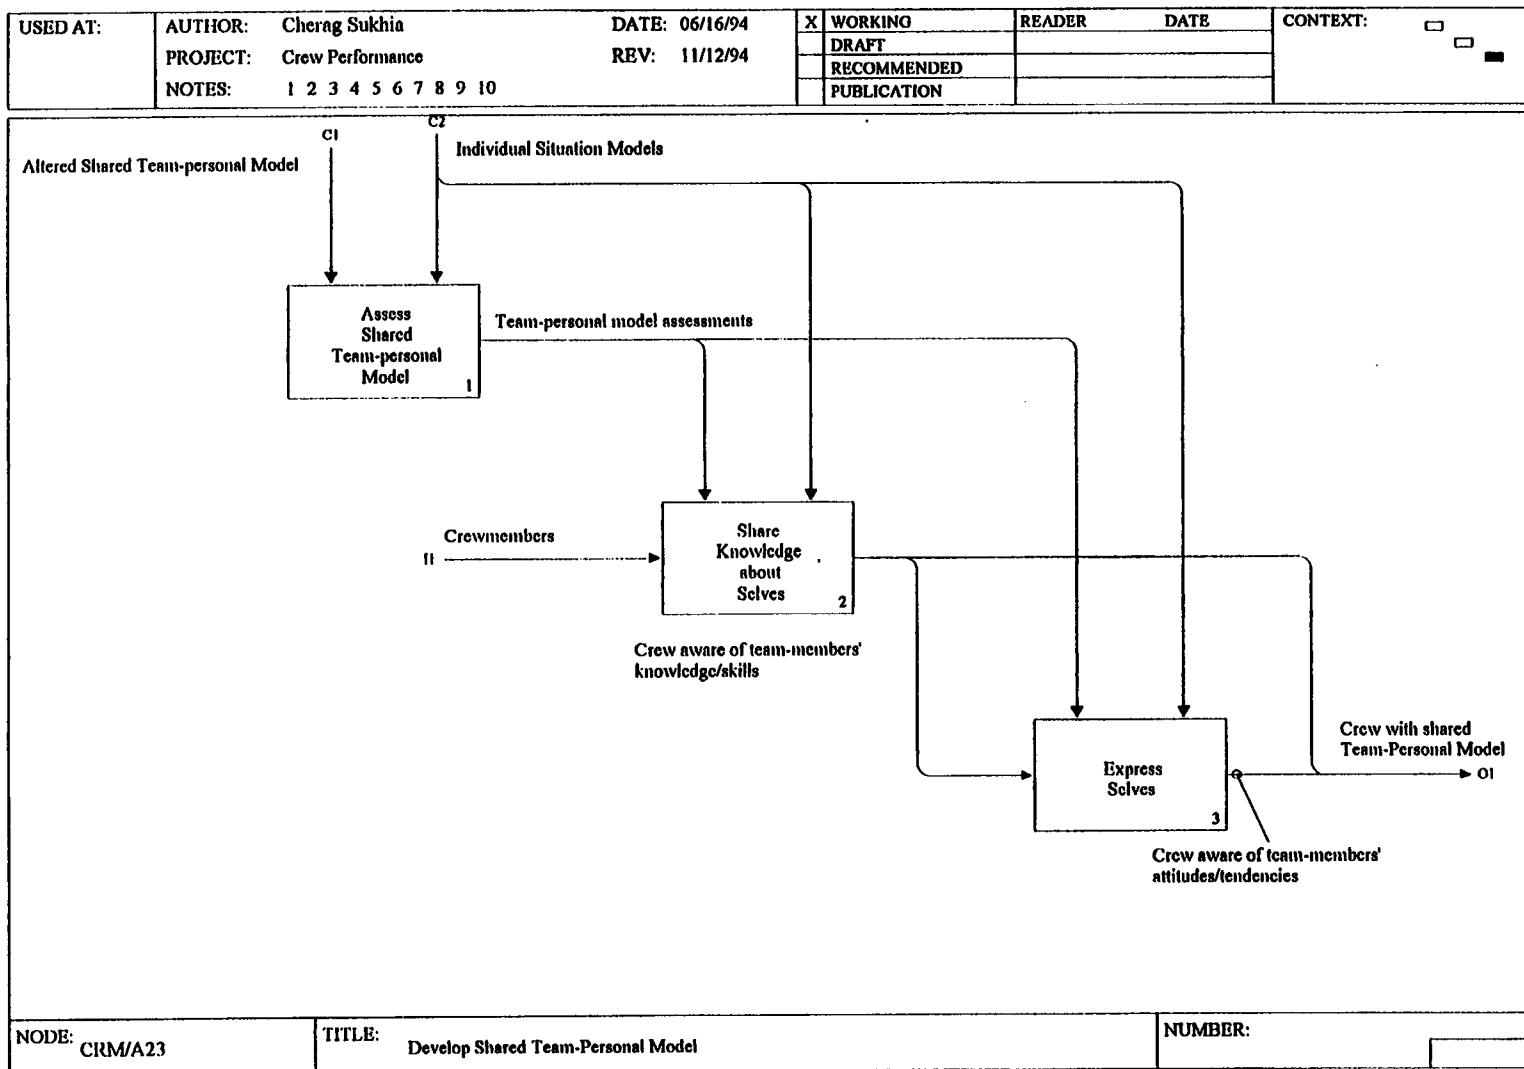 USED AT:
AUTHOR: Cherag Sukhia
DATE: 06/16/94
PROJECT: Crew Performance
REV: 11/12/94
NOTES: 1 2 3 4 5 6 7 8 9 10
X WORKING
DRAFT
RECOMMENDED
PUBLICATION
READER DATE
CONTEXT:
C1
C2
Altered Shared Team-personal Model
Individual Situation Models
Assess
Shared
Team-personal
Model
1
Team-personal model assessments
Crewmembers
I1
Share
Knowledge
about
Selves
2
Crew aware of team-members'
knowledge/skills
Express
Selves
3
Crew with shared
Team-Personal Model
O1
Crew aware of team-members'
attitudes/tendencies
NODE: CRM/A23
TITLE: Develop Shared Team-Personal Model
NUMBER: